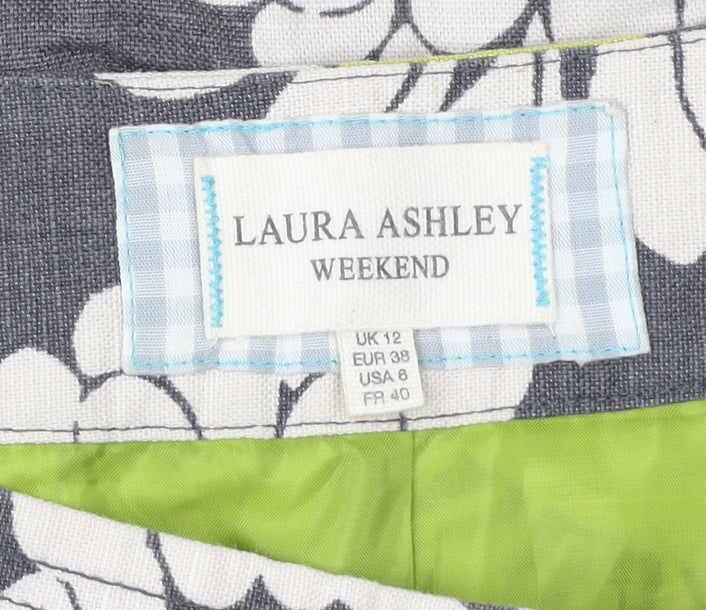 LAURA ASHLEY
WEEKEND
UK 12
EUR 38
USA 8
FR 40